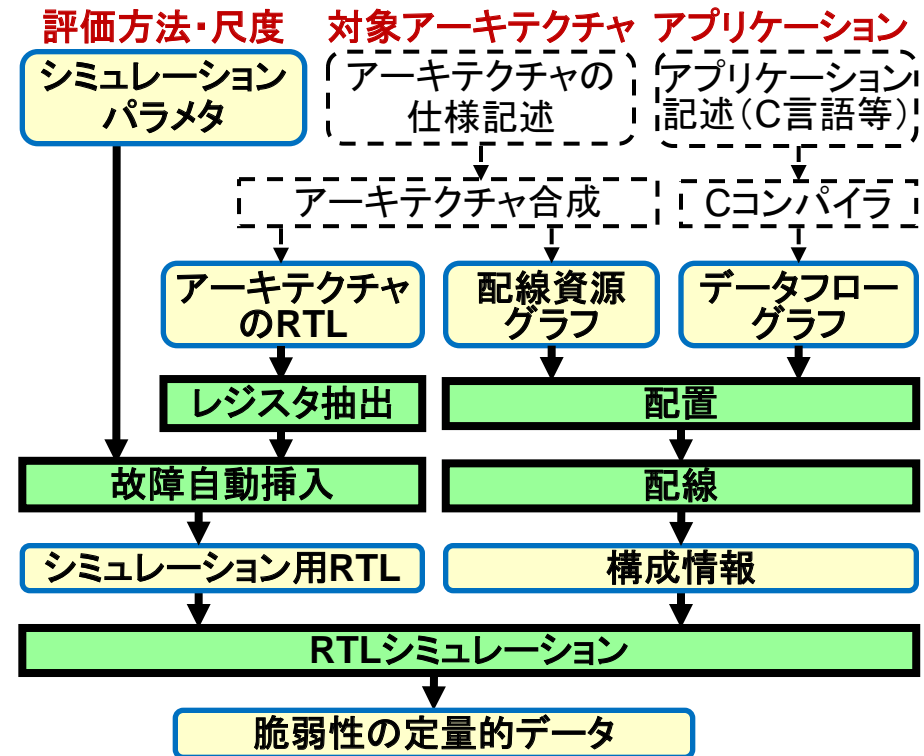 評価方法・尺度
対象アーキテクチャ
アプリケーション
シミュレーション
パラメタ
アーキテクチャの
仕様記述
アプリケーション
記述(C言語等)
アーキテクチャ合成
Cコンパイラ
アーキテクチャ
のRTL
配線資源
グラフ
データフロー
グラフ
レジスタ抽出
配置
故障自動挿入
配線
シミュレーション用RTL
構成情報
RTLシミュレーション
脆弱性の定量的データ